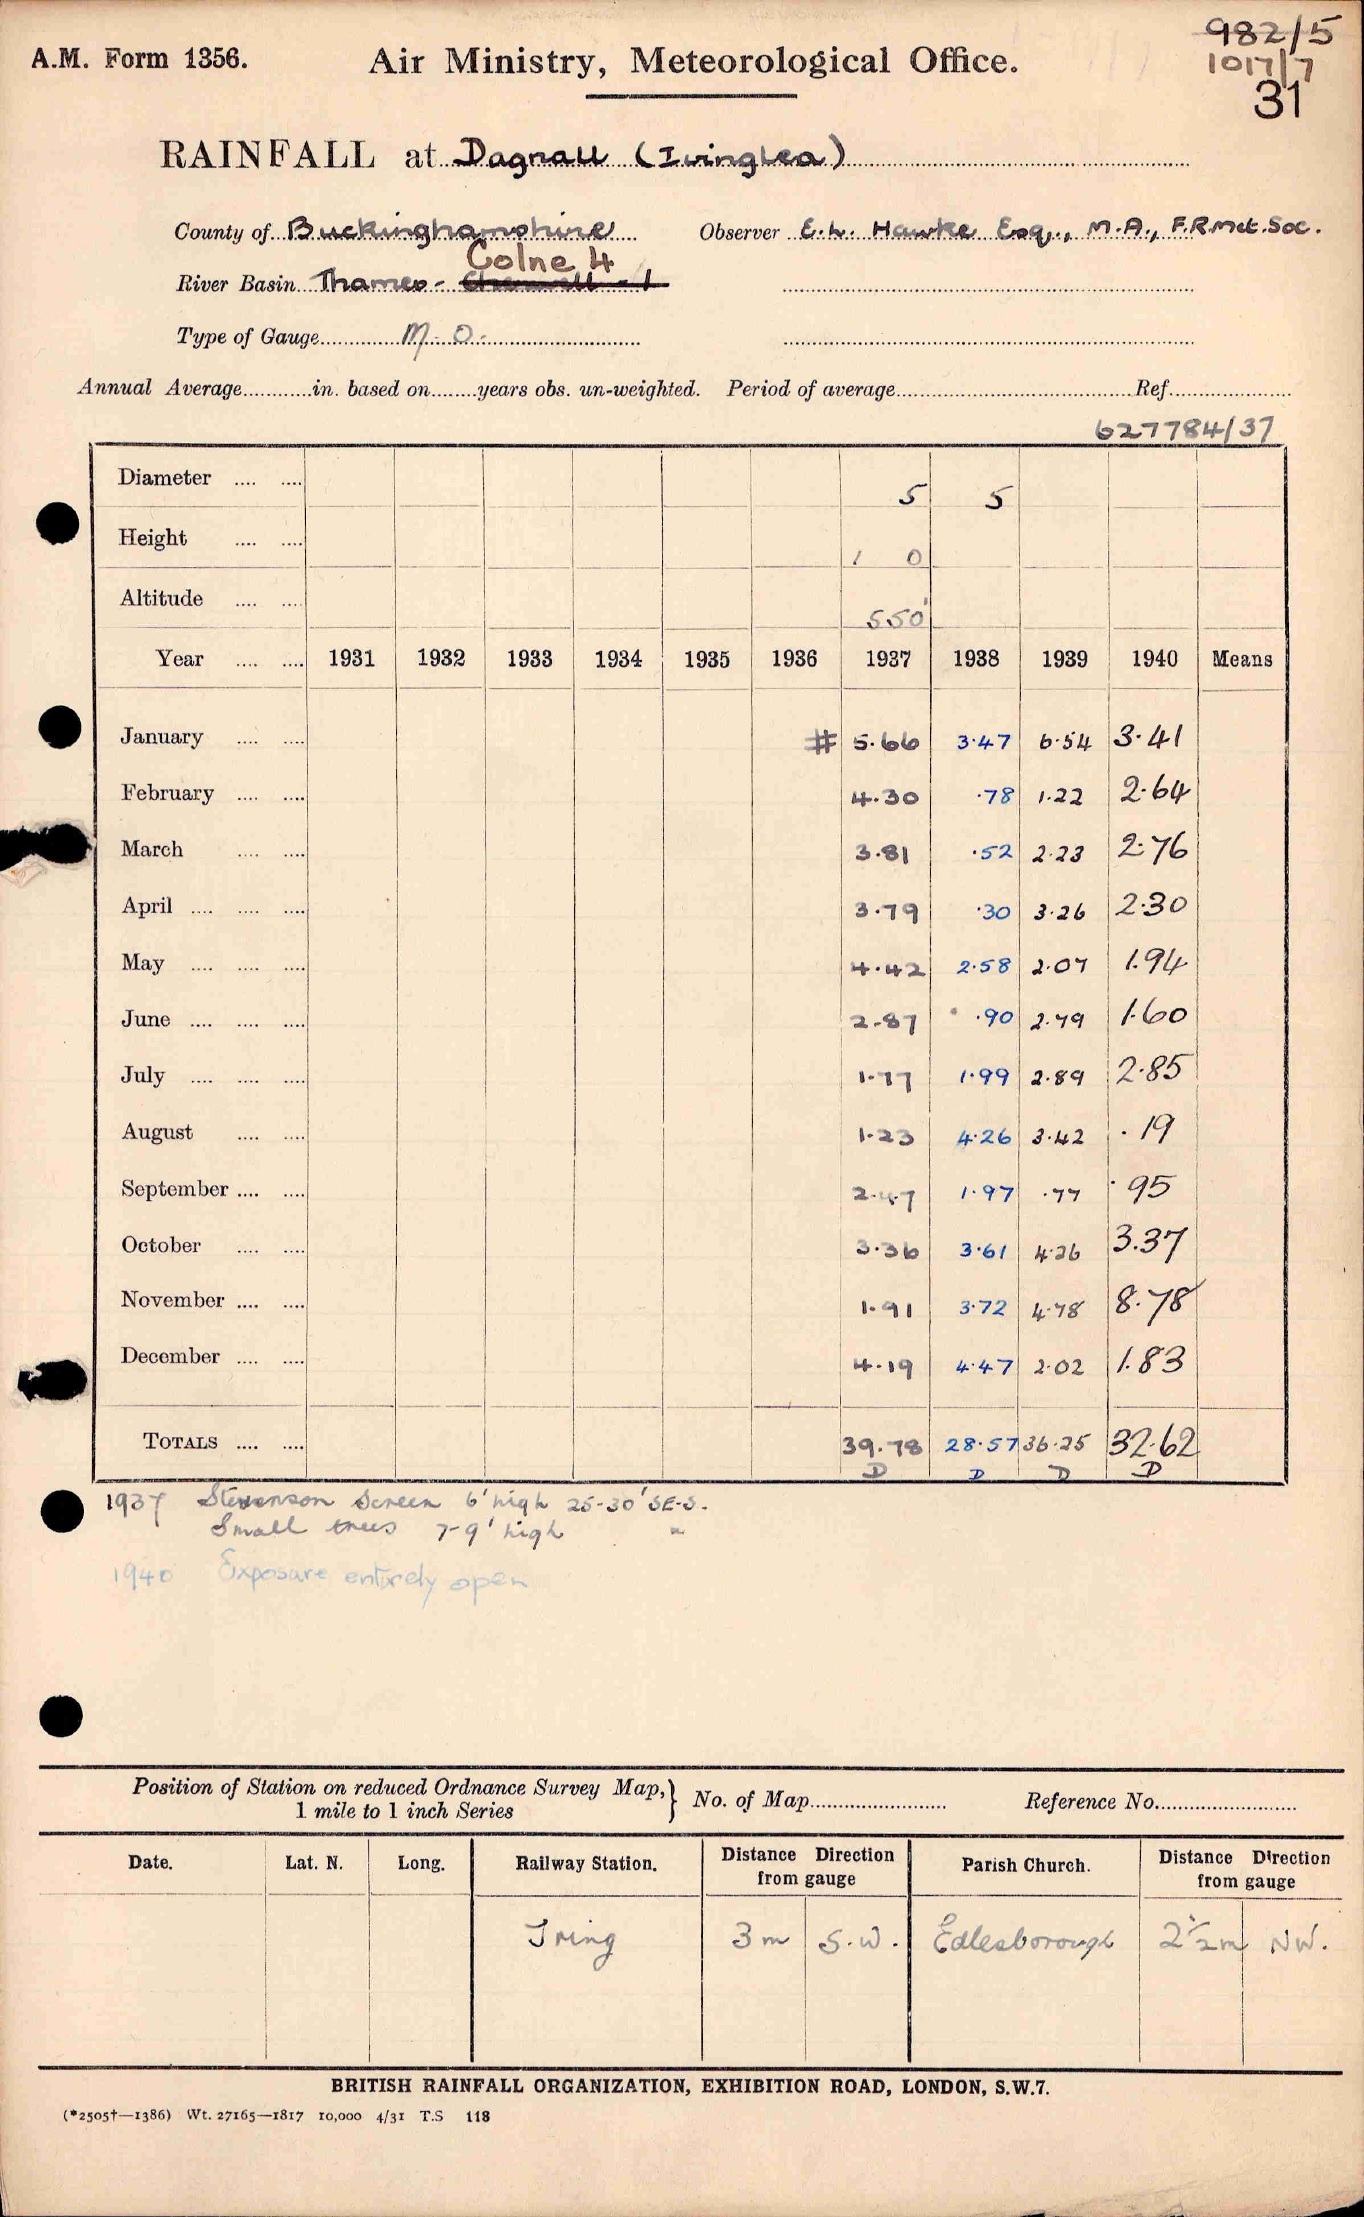 982/5
A.M. Form 1356. Air Ministry, Meteorological Office. 1017/7
31
RAINFALL at Dagnall (Ivinglea)
County of Buckinghamshire Observer E.L. Hawke Esq., M.A., F.R.Met.Soc.
Colne 4
River Basin Thames -
Type of Gauge M.O.
Annual Average in. based on years obs. un-weighted. Period of average Ref.
627784/37
Diameter .... .... 5 5
Height .... .... 1 0
Altitude .... .... 550'
Year .... .... 1931 1932 1933 1934 1935 1936 1937 1938 1939 1940 Means
January .... .... # 5.66 3.47 6.54 3.41
February .... .... 4.30 .78 1.22 2.64
March .... .... 3.81 .52 2.23 2.76
April .... .... .... 3.79 .30 3.26 2.30
May .... .... .... 4.42 2.58 2.07 1.94
June .... .... .... 2.87 .90 2.79 1.60
July .... .... .... 1.77 1.99 2.89 2.85
August .... .... 1.23 4.26 3.42 .19
September .... .... 2.47 1.97 .77 .95
October .... .... 3.36 3.61 4.26 3.37
November .... .... 1.91 3.72 4.78 8.78
December .... .... 4.19 4.47 2.02 1.83
TOTALS .... .... 39.78 28.57 36.25 32.62
D D D D
1937 Stevenson Screen 6' high 25-30' SE-S.
Small trees 7-9' high "
1940 Exposure entirely open
Position of Station on reduced Ordnance Survey Map, } No. of Map Reference No.
1 mile to 1 inch Series
Date. Lat. N. Long. Railway Station. Distance Direction from gauge Parish Church. Distance Direction from gauge
Tring 3 m S.W. Edlesborough 2½m NW.
BRITISH RAINFALL ORGANIZATION, EXHIBITION ROAD, LONDON, S.W.7.
(*2505†—1386) Wt. 27165—1817 10,000 4/31 T.S 118